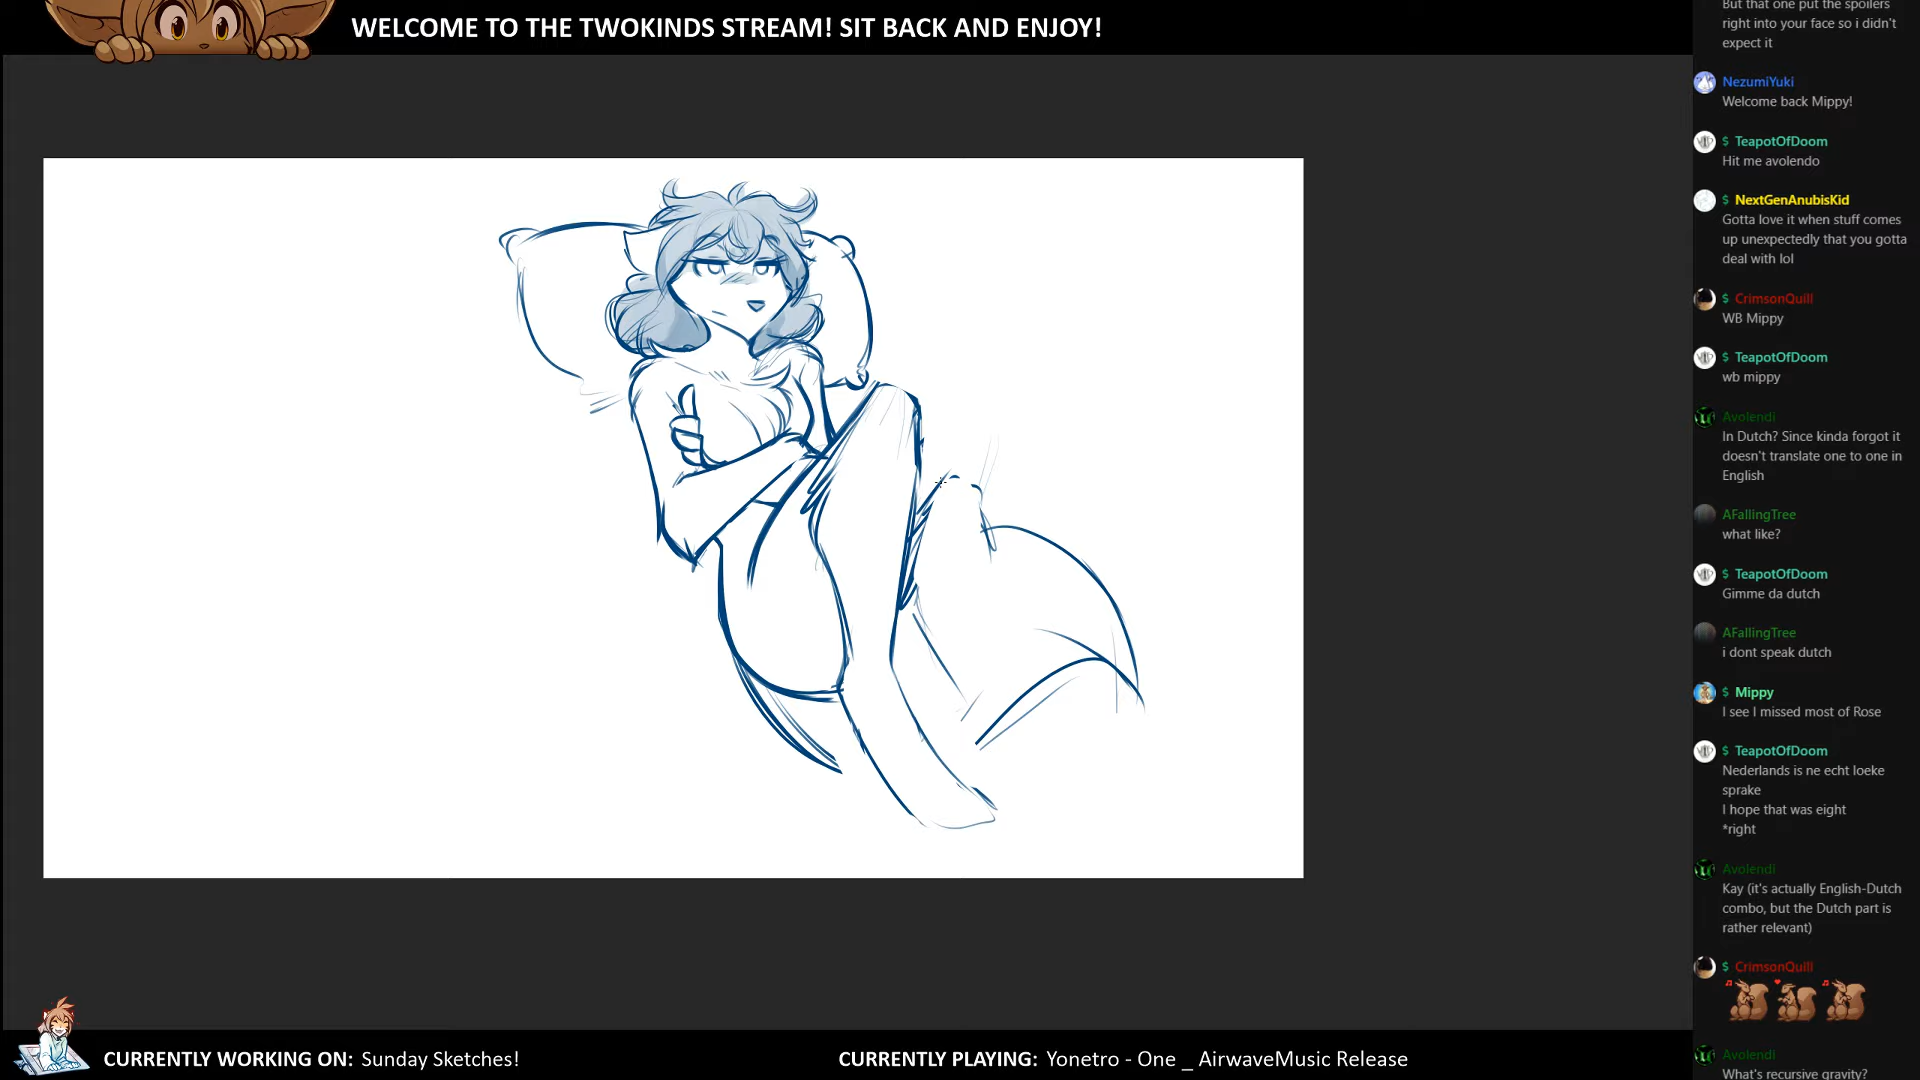 WELCOME TO THE TWOKINDS STREAM! SIT BACK AND ENJOY!
But that one put the spoilers
right into your face so i didn't
expect it
NezumiYuki
Welcome back Mippy!
$ TeapotOfDoom
Hit me avolendo
$ NextGenAnubisKid
Gotta love it when stuff comes
up unexpectedly that you gotta
deal with lol
$ CrimsonQuill
WB Mippy
$ TeapotOfDoom
wb mippy
Avolendi
In Dutch? Since kinda forgot it
doesn't translate one to one in
English
AFallingTree
what like?
$ TeapotOfDoom
Gimme da dutch
AFallingTree
i dont speak dutch
$ Mippy
I see I missed most of Rose
$ TeapotOfDoom
Nederlands is ne echt loeke
sprake
I hope that was eight
*right
Avolendi
Kay (it's actually English-Dutch
combo, but the Dutch part is
rather relevant)
$ CrimsonQuill
Avolendi
What's recursive gravity?
CURRENTLY WORKING ON: Sunday Sketches!
CURRENTLY PLAYING: Yonetro - One _ AirwaveMusic Release